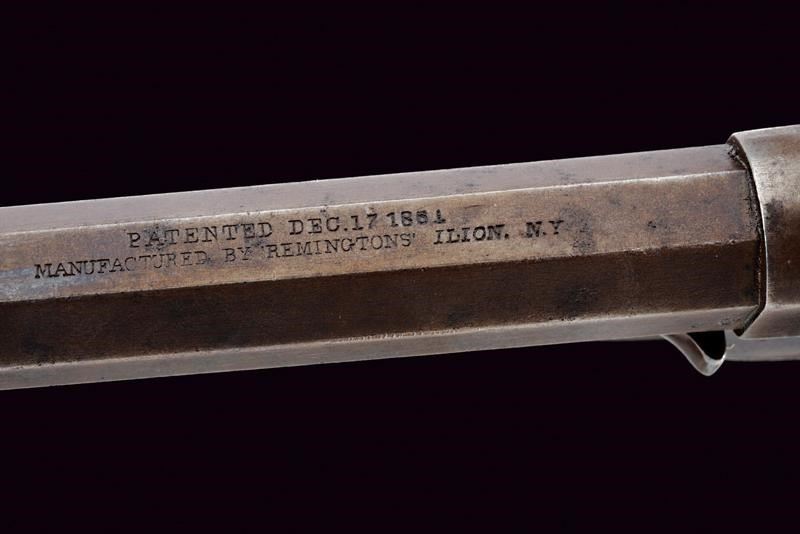 PATENTED DEC.17 1861
MANUFACTURED BY REMINGTONS' ILION. N.Y